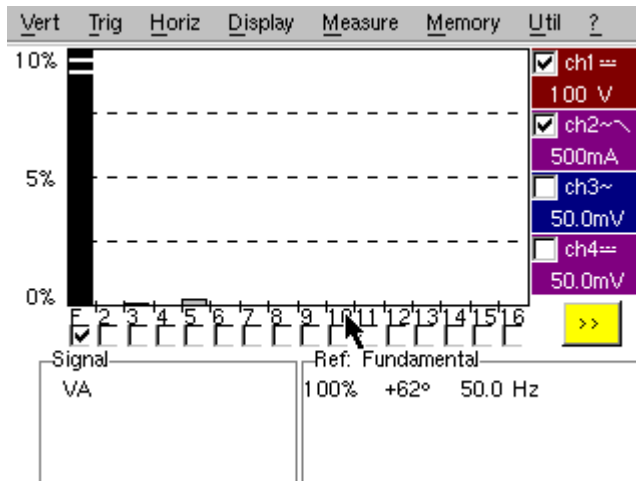 Vert Trig Horiz Display Measure Memory Util ?
10%
5%
0%
ch1
100 V
ch2~
500mA
ch3~
50.0mV
ch4
50.0mV
F 2 3 4 5 6 7 8 9 10 11 12 13 14 15 16
>>
Signal
VA
Ref: Fundamental
100% +62º 50.0 Hz